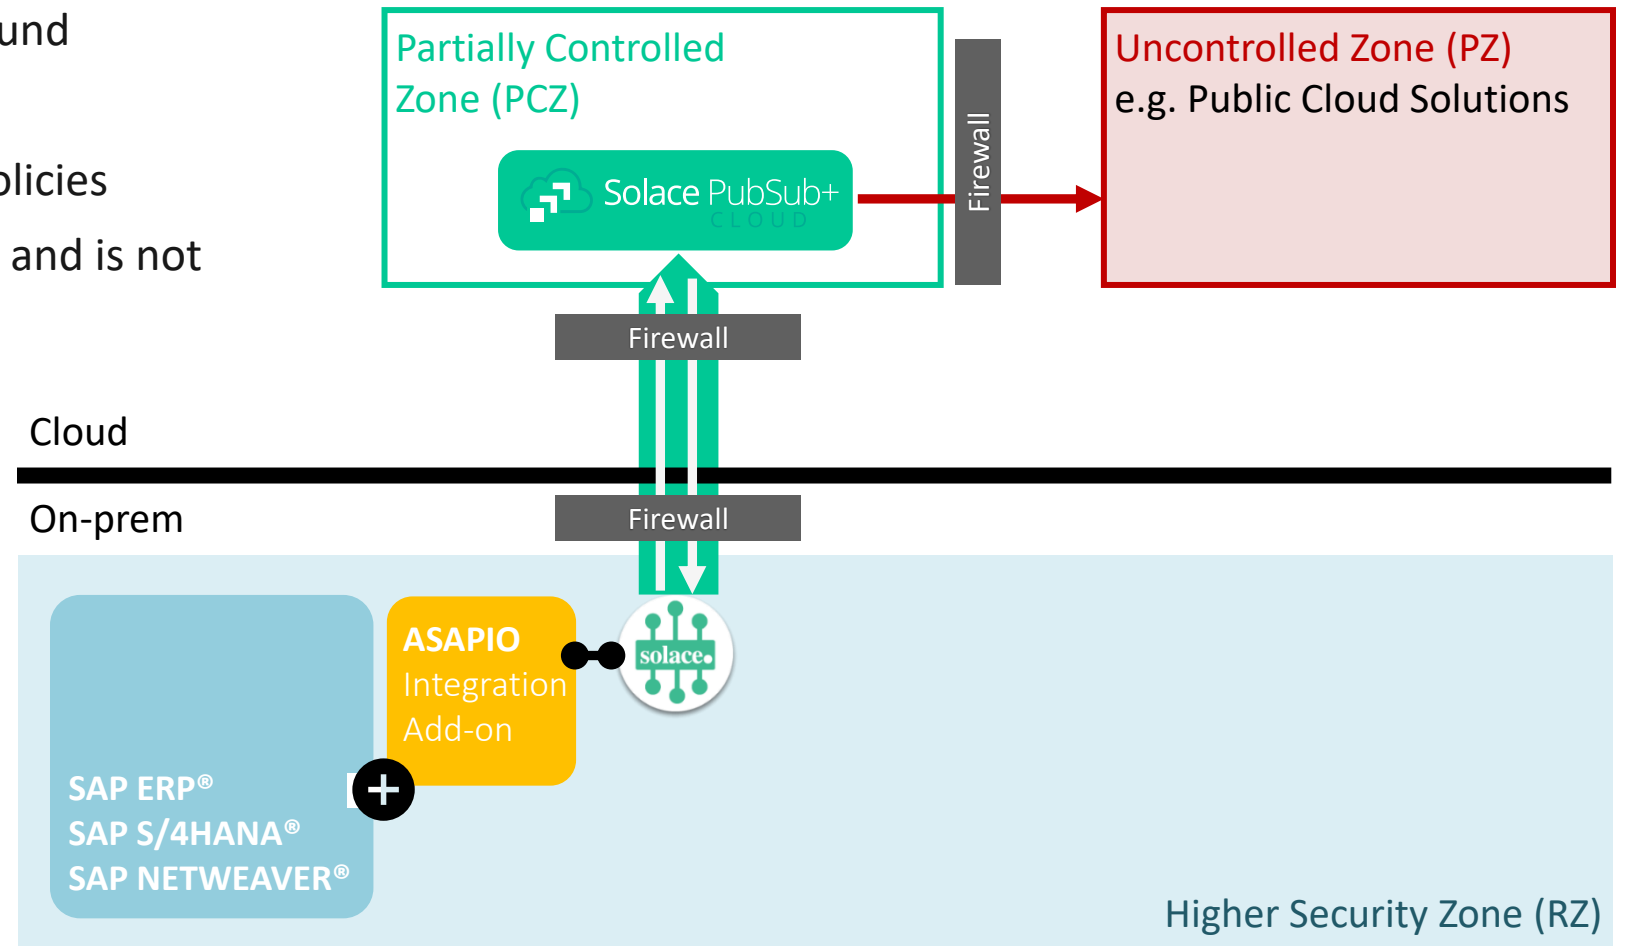 und
olicies
and is not
Partially Controlled
Zone (PCZ)
Solace PubSub+
CLOUD
Firewall
Uncontrolled Zone (PZ)
e.g. Public Cloud Solutions
Firewall
Cloud
On-prem
Firewall
ASAPIO
Integration
Add-on
solace.
SAP ERP®
SAP S/4HANA®
SAP NETWEAVER®
Higher Security Zone (RZ)